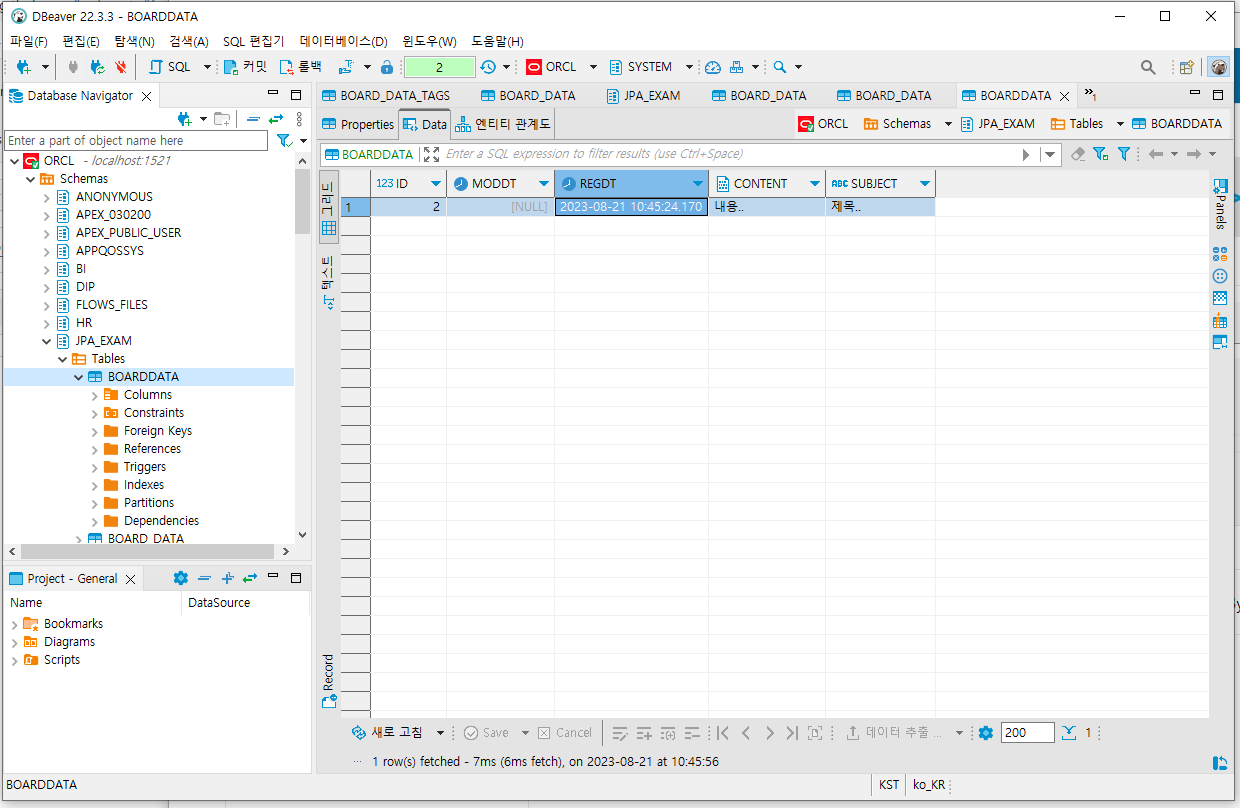 DBeaver 22.3.3 - BOARDDATA
파일(F) 편집(E) 탐색(N) 검색(A) SQL 편집기 데이터베이스(D) 윈도우(W) 도움말(H)
SQL 커밋 롤백 2 ORCL SYSTEM
Database Navigator
BOARD_DATA_TAGS BOARD_DATA JPA_EXAM BOARD_DATA BOARD_DATA BOARDDATA »1
Properties Data 엔티티 관계도 ORCL Schemas JPA_EXAM Tables BOARDDATA
Enter a part of object name here
BOARDDATA Enter a SQL expression to filter results (use Ctrl+Space)
ORCL - localhost:1521
Schemas
ANONYMOUS
APEX_030200
APEX_PUBLIC_USER
APPQOSSYS
BI
DIP
FLOWS_FILES
HR
JPA_EXAM
Tables
BOARDDATA
Columns
Constraints
Foreign Keys
References
Triggers
Indexes
Partitions
Dependencies
BOARD_DATA
그리드
텍스트
Record
123 ID MODDT REGDT CONTENT ABC SUBJECT
1 2 [NULL] 2023-08-21 10:45:24.170 내용.. 제목..
Panels
Project - General
Name DataSource
Bookmarks
Diagrams
Scripts
새로 고침 Save Cancel 데이터 추출 ... 200 1
1 row(s) fetched - 7ms (6ms fetch), on 2023-08-21 at 10:45:56
BOARDDATA KST ko_KR